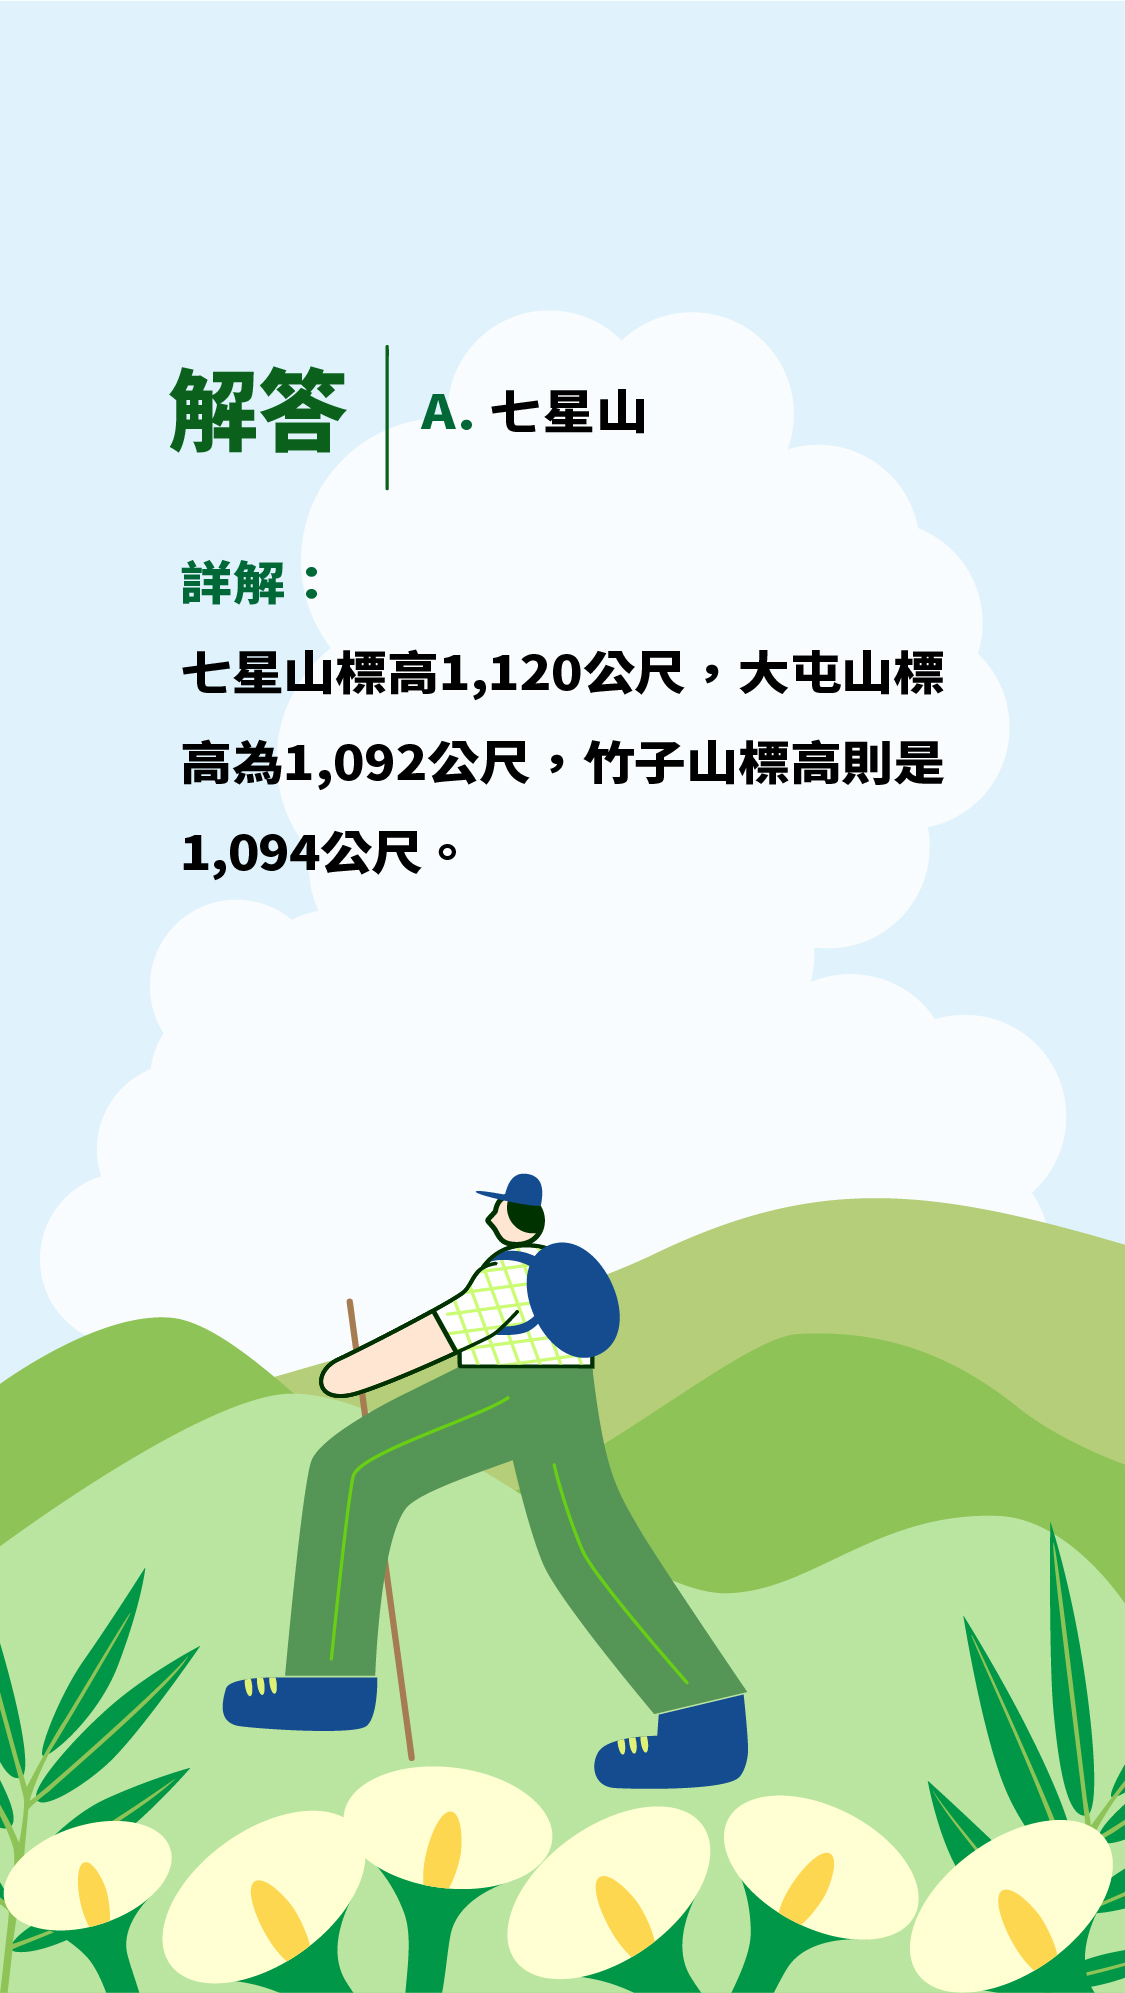 解答
A. 七星山
詳解：
七星山標高1,120公尺，大屯山標
高為1,092公尺，竹子山標高則是
1,094公尺。